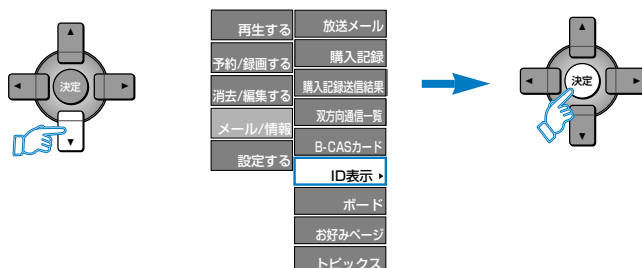 決定
再生する
予約/録画する
消去/編集する
メール/情報
設定する
放送メール
購入記録
購入記録送信結果
双方向通信一覧
B-CASカード
ID表示
ボード
お好みページ
トピックス
決定